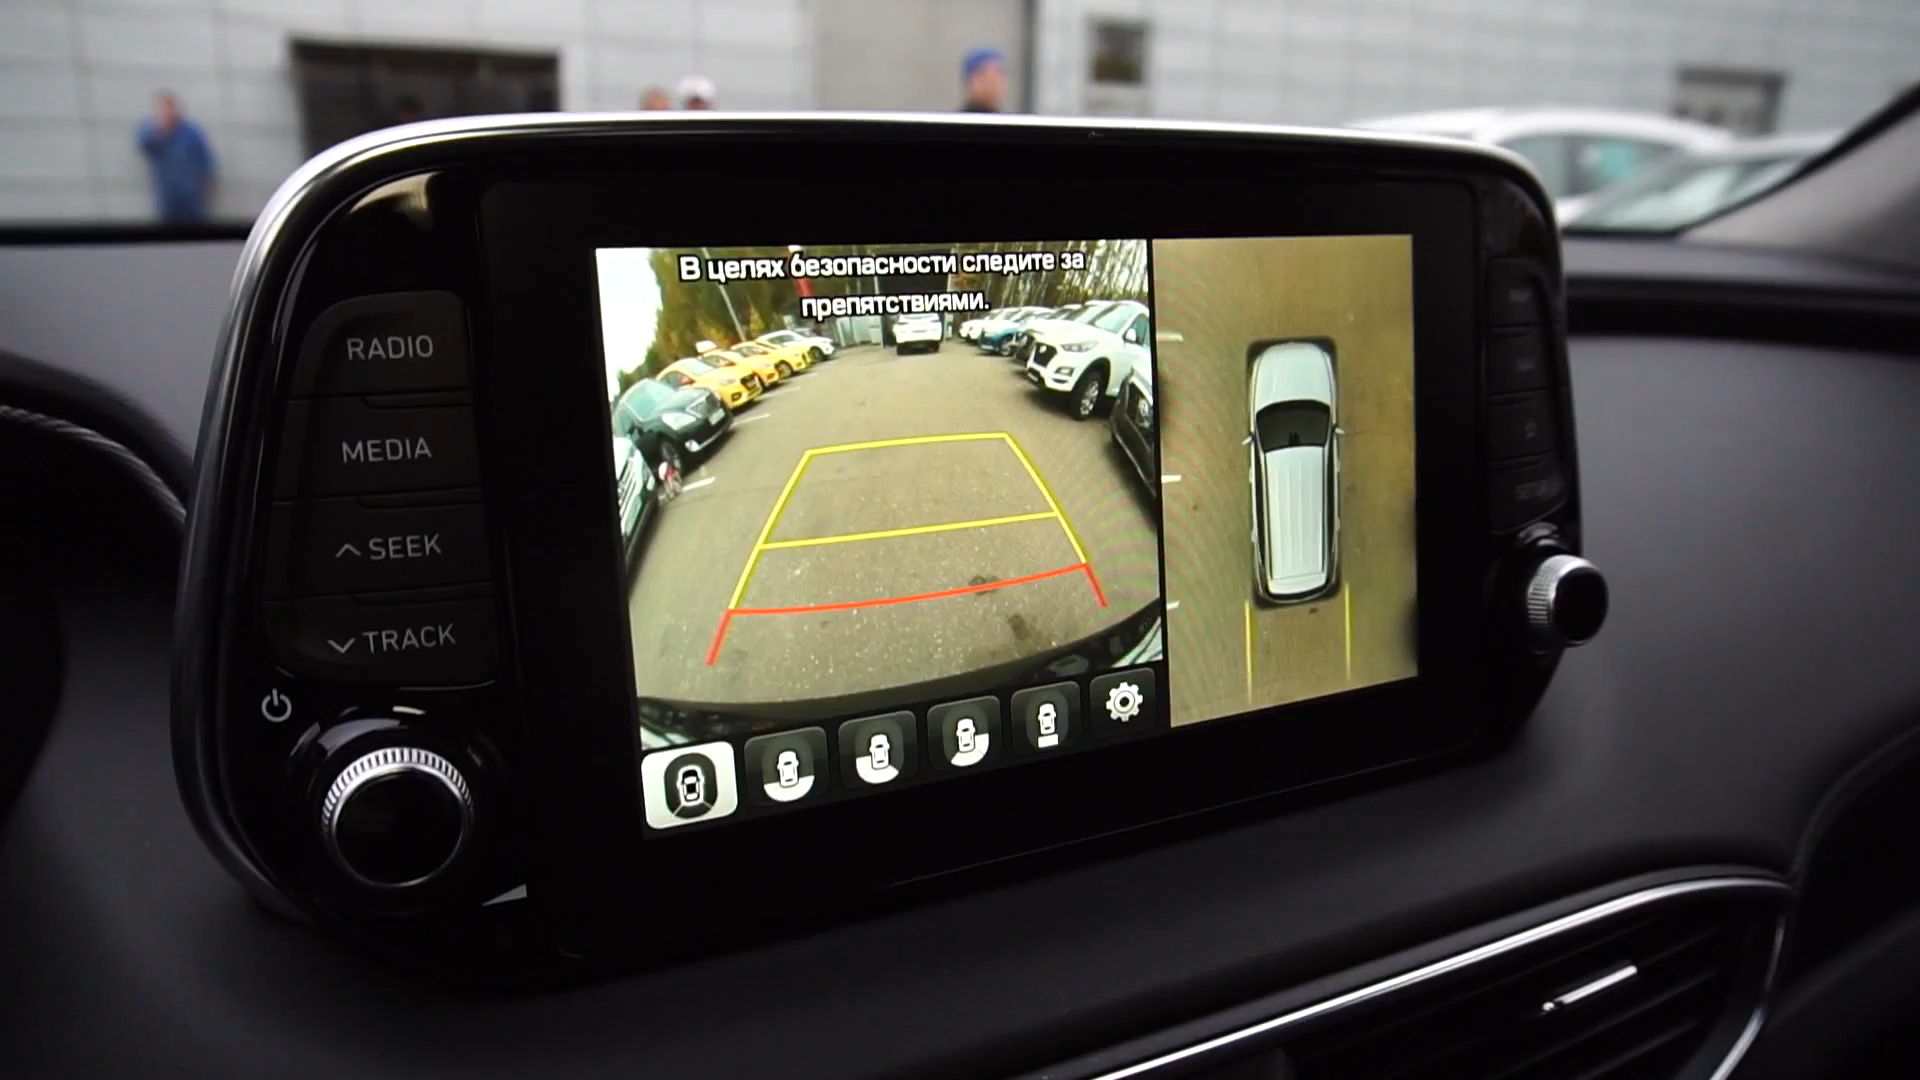 В целях безопасности следите за
препятствиями.
RADIO
MEDIA
SEEK
TRACK